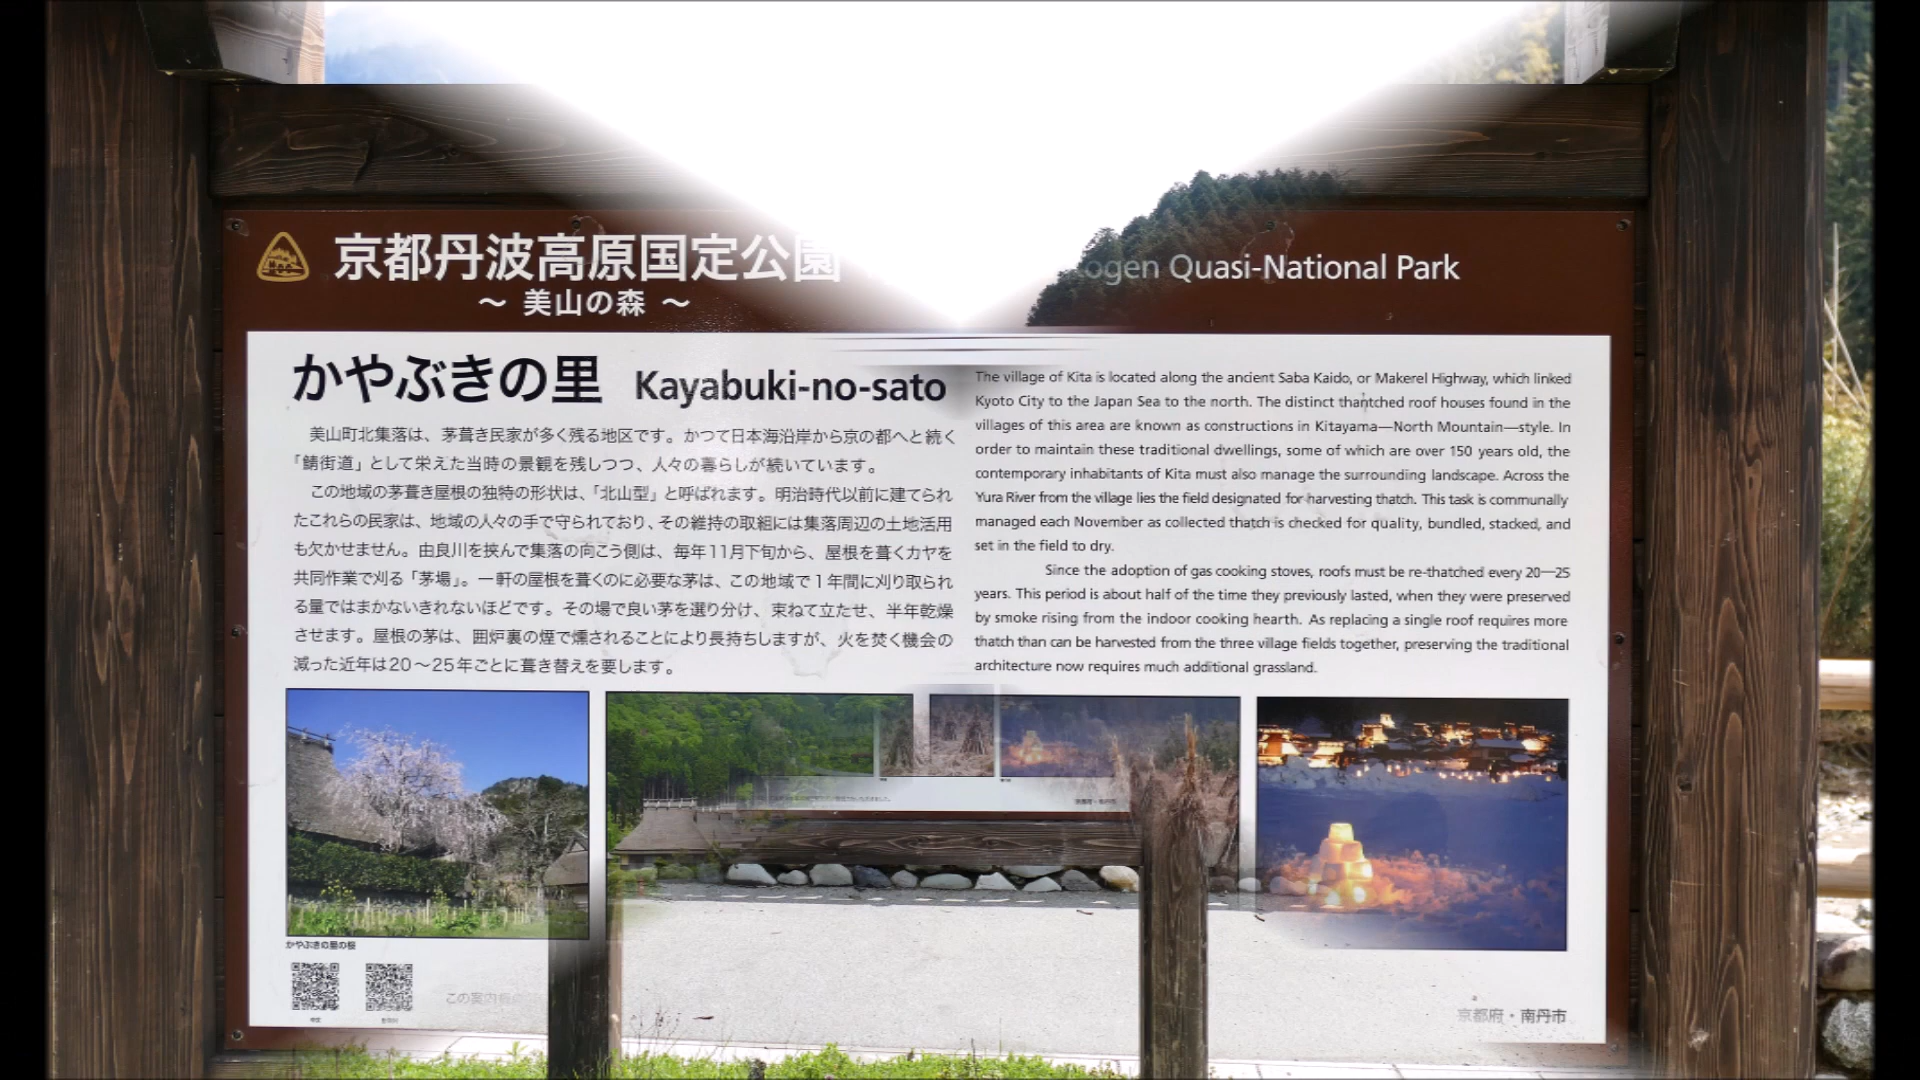 京都丹波高原国定公園
ogen Quasi-National Park
～ 美山の森 ～
かやぶきの里 Kayabuki-no-sato
美山町北集落は、茅葺き民家が多く残る地区です。かつて日本海沿岸から京の都へと続く
「鯖街道」として栄えた当時の景観を残しつつ、人々の暮らしが続いています。
この地域の茅葺き屋根の独特の形状は、「北山型」と呼ばれます。明治時代以前に建てられ
たこれらの民家は、地域の人々の手で守られており、その維持の取組には集落周辺の土地活用
も欠かせません。由良川を挟んで集落の向こう側は、毎年11月下旬から、屋根を葺くカヤを
共同作業で刈る「茅場」。一軒の屋根を葺くのに必要な茅は、この地域で1年間に刈り取られ
る量ではまかないきれないほどです。その場で良い茅を選り分け、束ねて立たせ、半年乾燥
させます。屋根の茅は、囲炉裏の煙で燻されることにより長持ちしますが、火を焚く機会の
減った近年は20～25年ごとに葺き替えを要します。
The village of Kita is located along the ancient Saba Kaido, or Makerel Highway, which linked
Kyoto City to the Japan Sea to the north. The distinct thantched roof houses found in the
villages of this area are known as constructions in Kitayama—North Mountain—style. In
order to maintain these traditional dwellings, some of which are over 150 years old, the
contemporary inhabitants of Kita must also manage the surrounding landscape. Across the
Yura River from the village lies the field designated for harvesting thatch. This task is communally
managed each November as collected thatch is checked for quality, bundled, stacked, and
set in the field to dry.
Since the adoption of gas cooking stoves, roofs must be re-thatched every 20—25
years. This period is about half of the time they previously lasted, when they were preserved
by smoke rising from the indoor cooking hearth. As replacing a single roof requires more
thatch than can be harvested from the three village fields together, preserving the traditional
architecture now requires much additional grassland.
かやぶきの里の桜
この案内
京都府・南丹市